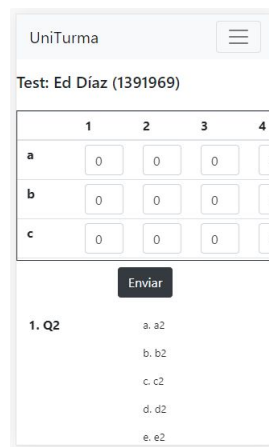 UniTurma
Test: Ed Díaz (1391969)
1 2 3 4
a 0 0 0
b 0 0 0
c 0 0 0
Enviar
1. Q2 a. a2
b. b2
c. c2
d. d2
e. e2